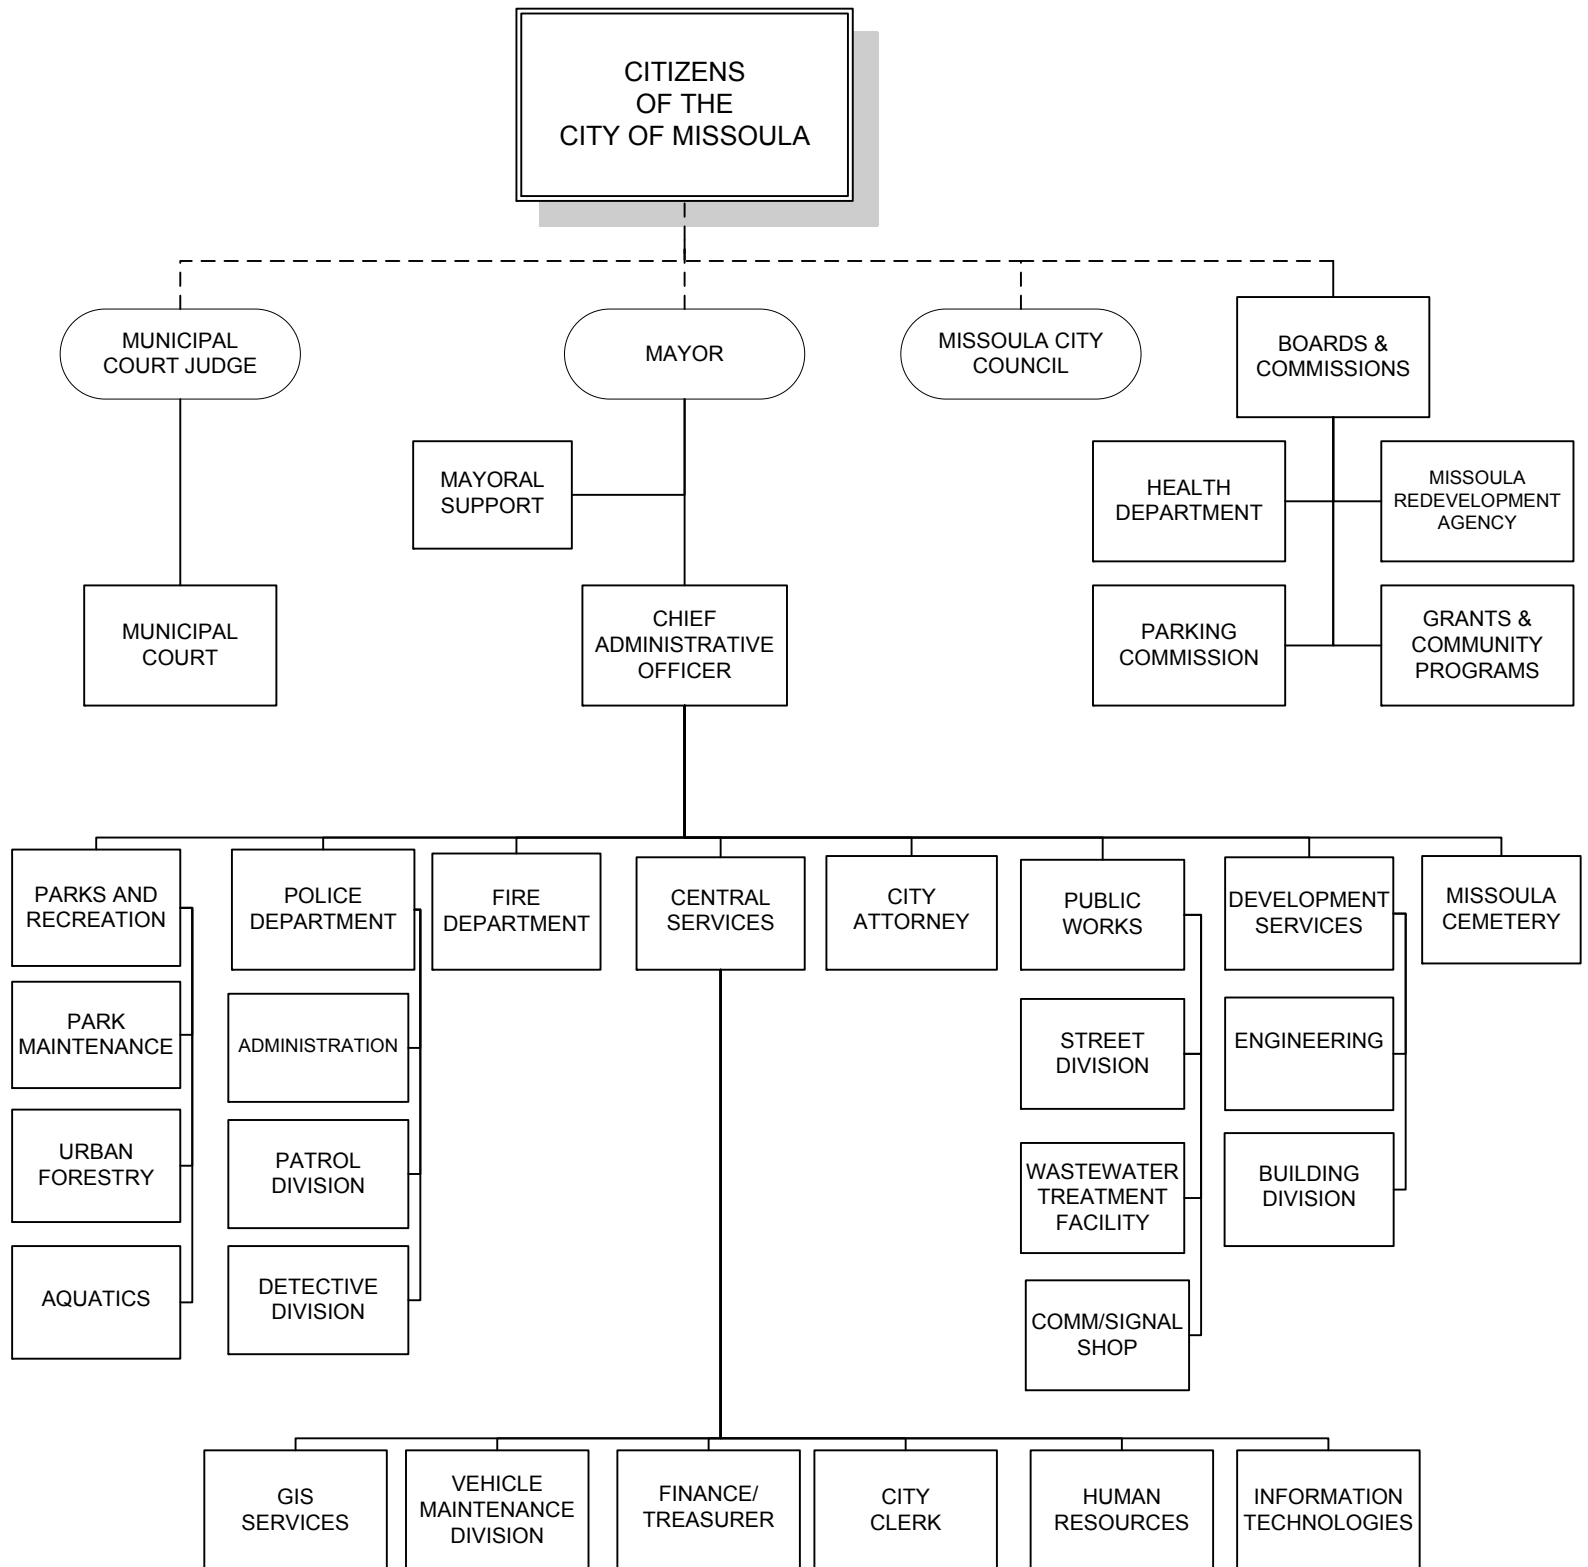 CITIZENS
OF THE
CITY OF MISSOULA
MUNICIPAL
COURT JUDGE
MAYOR
MISSOULA CITY
COUNCIL
BOARDS &
COMMISSIONS
MAYORAL
SUPPORT
HEALTH
DEPARTMENT
MISSOULA
REDEVELOPMENT
AGENCY
MUNICIPAL
COURT
CHIEF
ADMINISTRATIVE
OFFICER
PARKING
COMMISSION
GRANTS &
COMMUNITY
PROGRAMS
PARKS AND
RECREATION
POLICE
DEPARTMENT
FIRE
DEPARTMENT
CENTRAL
SERVICES
CITY
ATTORNEY
PUBLIC
WORKS
DEVELOPMENT
SERVICES
MISSOULA
CEMETERY
PARK
MAINTENANCE
ADMINISTRATION
STREET
DIVISION
ENGINEERING
URBAN
FORESTRY
PATROL
DIVISION
WASTEWATER
TREATMENT
FACILITY
BUILDING
DIVISION
AQUATICS
DETECTIVE
DIVISION
COMM/SIGNAL
SHOP
GIS
SERVICES
VEHICLE
MAINTENANCE
DIVISION
FINANCE/
TREASURER
CITY
CLERK
HUMAN
RESOURCES
INFORMATION
TECHNOLOGIES